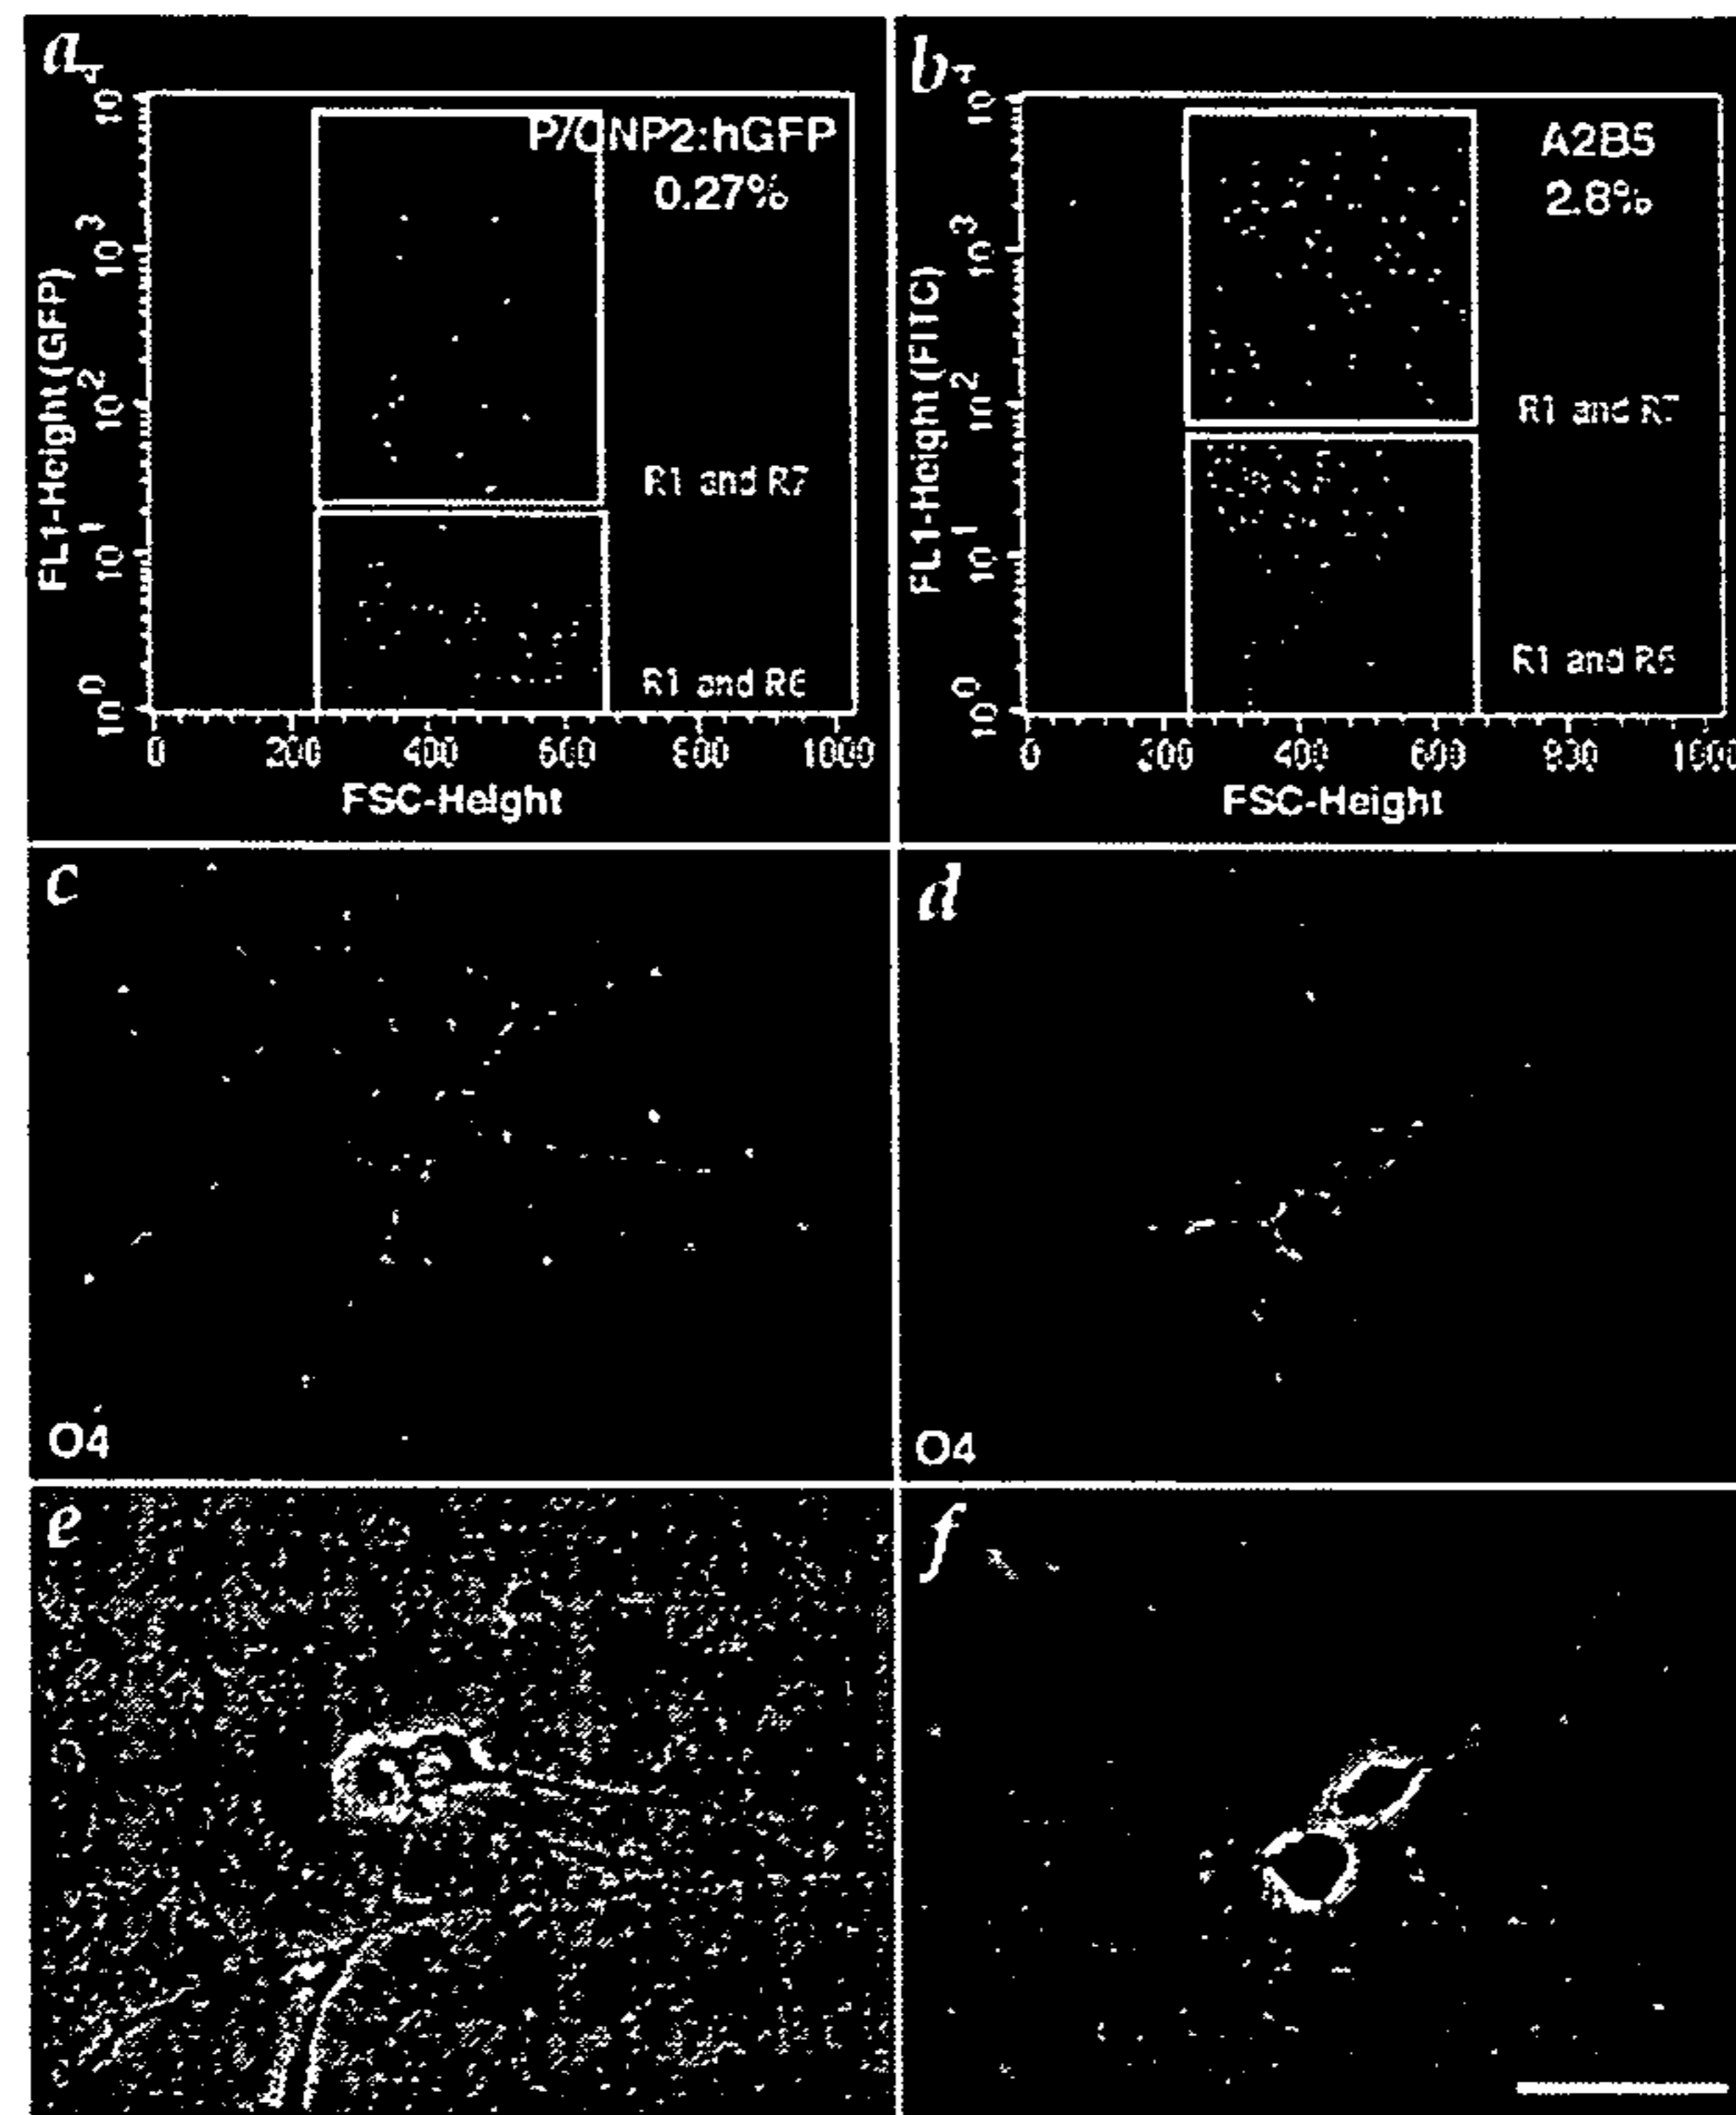 a
P/CNP2:hGFP
0.27%
R1 and R7
R1 and R6
FL1-Height (GFP)
10^4
10^3
10^2
10^1
10^0
0 200 400 600 800 1000
FSC-Height
b
A2B5
2.8%
R1 and R7
R1 and R6
FL1-Height (FITC)
10^4
10^3
10^2
10^1
10^0
0 200 400 600 800 1000
FSC-Height
c
O4
d
O4
e
f